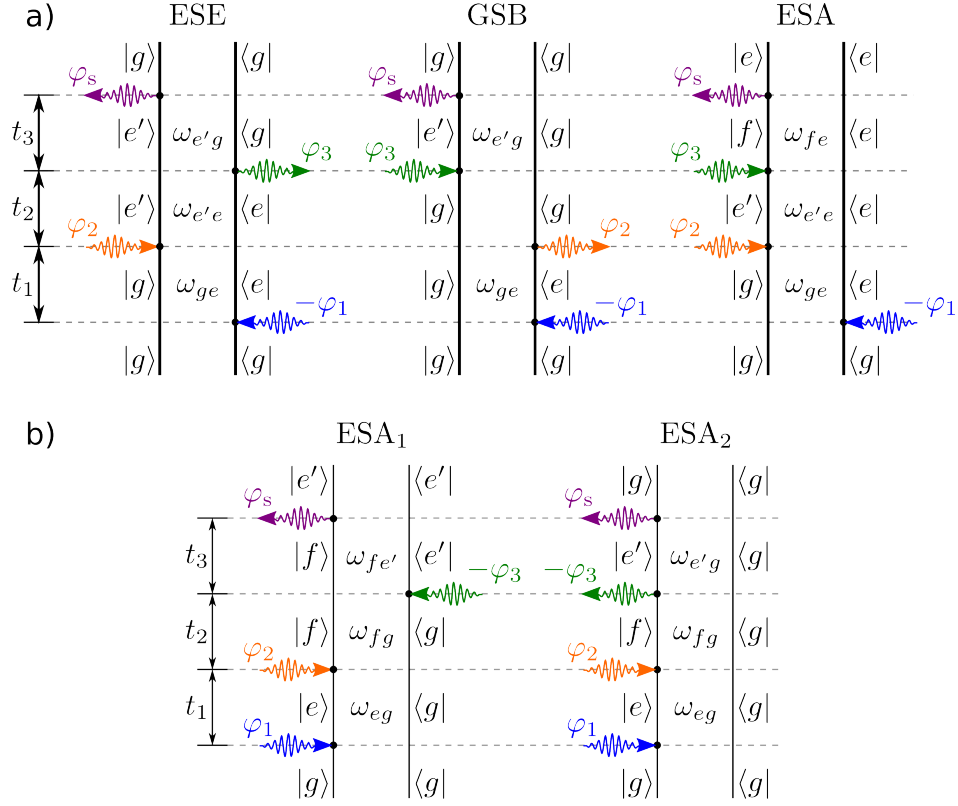 a) ESE GSB ESA
|g⟩ ⟨g| |g⟩ ⟨g| |e⟩ ⟨e|
φs φs φs
t3 |e′⟩ ωe′g ⟨g| |e′⟩ ωe′g ⟨g| |f⟩ ωfe ⟨e|
φ3 φ3 φ3
t2 |e′⟩ ωe′e ⟨e| |g⟩ ⟨g| |e′⟩ ωe′e ⟨e|
φ2 φ2 φ2
t1 |g⟩ ωge ⟨e| |g⟩ ωge ⟨e| |g⟩ ωge ⟨e|
−φ1 −φ1 −φ1
|g⟩ ⟨g| |g⟩ ⟨g| |g⟩ ⟨g|
b) ESA1 ESA2
|e′⟩ ⟨e′| |g⟩ ⟨g|
φs φs
t3 |f⟩ ωfe′ ⟨e′| |e′⟩ ωe′g ⟨g|
−φ3 −φ3
t2 |f⟩ ωfg ⟨g| |f⟩ ωfg ⟨g|
φ2 φ2
t1 |e⟩ ωeg ⟨g| |e⟩ ωeg ⟨g|
φ1 φ1
|g⟩ ⟨g| |g⟩ ⟨g|